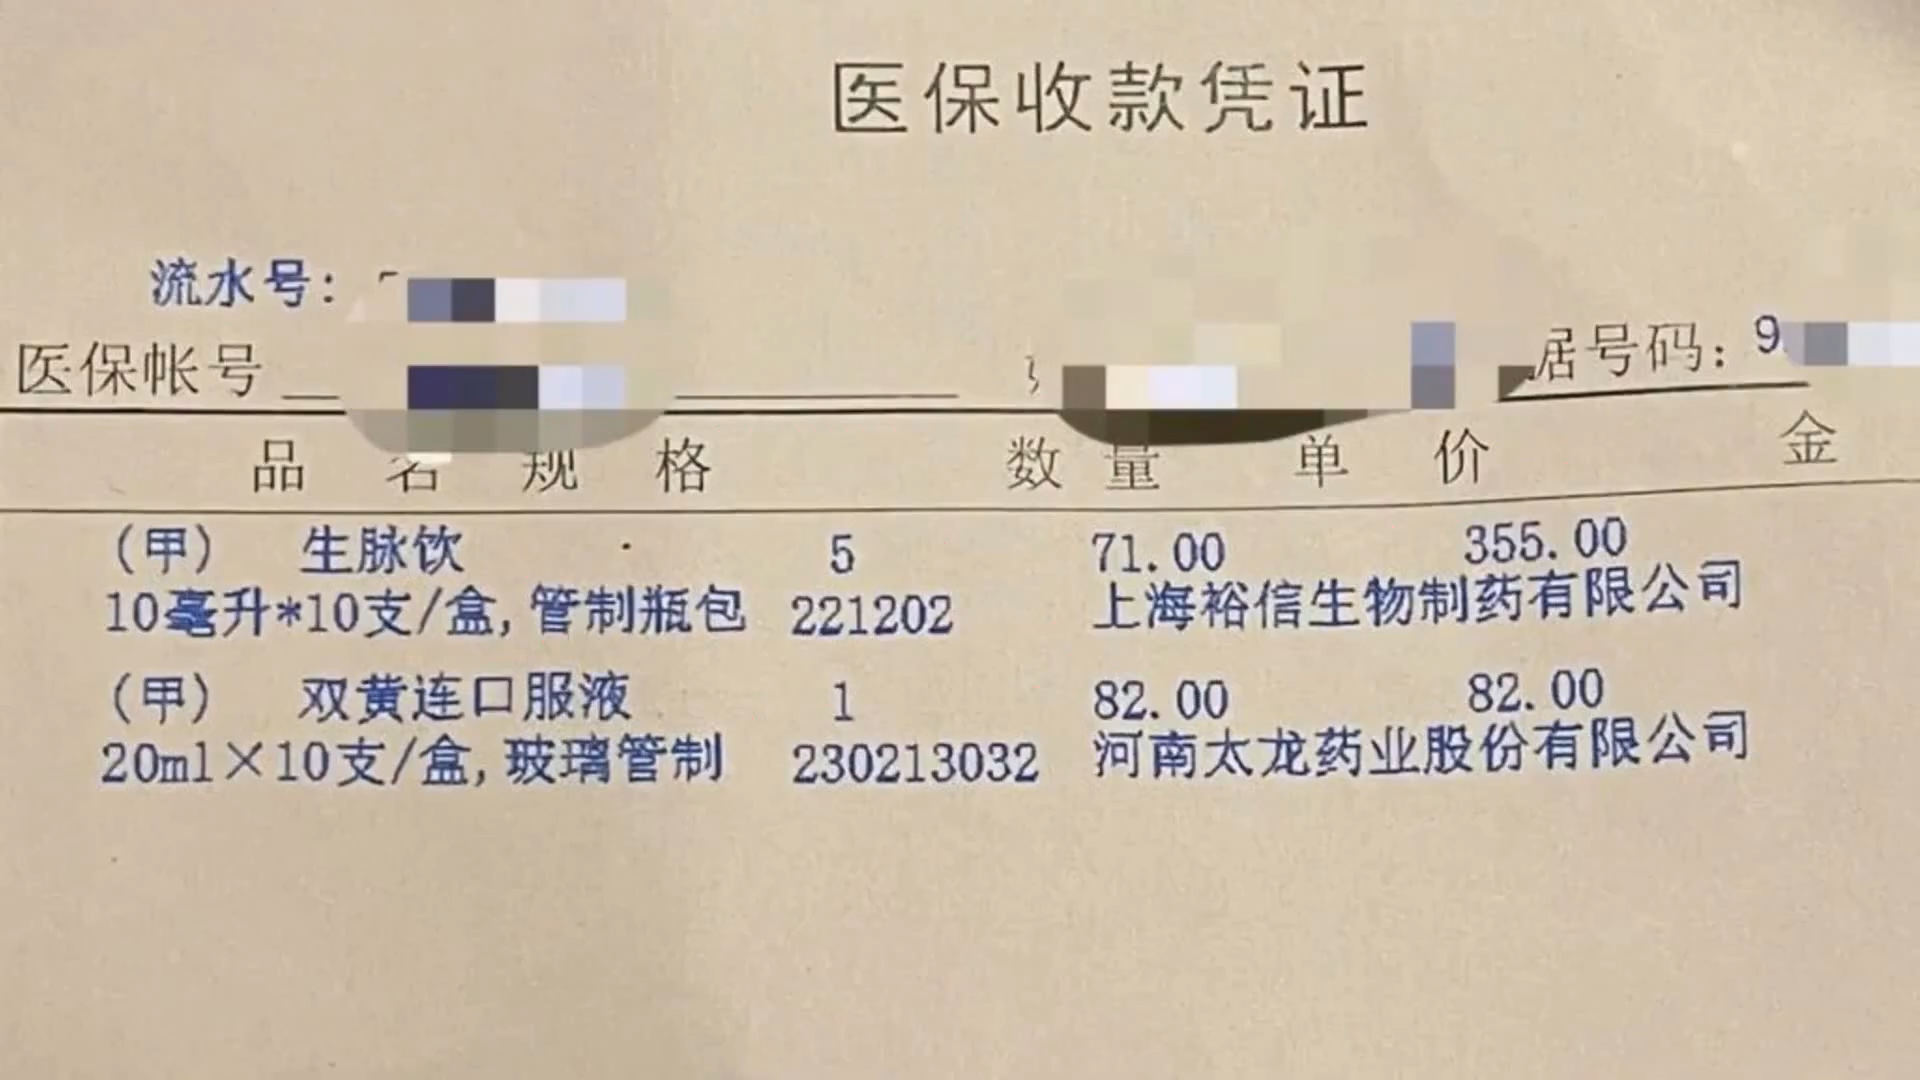 医保收款凭证
流水号:
医保帐号 据号码: 9
品名规格 数量 单价 金
(甲) 生脉饮 5 71.00 355.00
10毫升*10支/盒,管制瓶包 221202 上海裕信生物制药有限公司
(甲) 双黄连口服液 1 82.00 82.00
20ml×10支/盒,玻璃管制 230213032 河南太龙药业股份有限公司